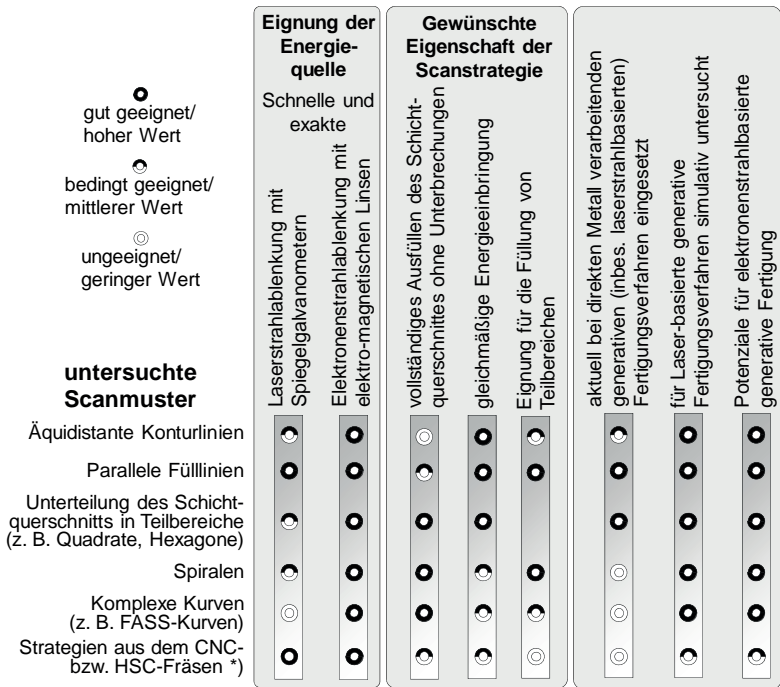 Eignung der
Energie-
quelle
Schnelle und
exakte
Gewünschte
Eigenschaft der
Scanstrategie
gut geeignet/
hoher Wert
bedingt geeignet/
mittlerer Wert
ungeeignet/
geringer Wert
Laserstrahlablenkung mit
Spiegelgalvanometern
Elektronenstrahlablenkung mit
elektro-magnetischen Linsen
vollständiges Ausfüllen des Schicht-
querschnittes ohne Unterbrechungen
gleichmäßige Energieeinbringung
Eignung für die Füllung von
Teilbereichen
aktuell bei direkten Metall verarbeitenden
generativen (inbes. laserstrahlbasierten)
Fertigungsverfahren eingesetzt
für Laser-basierte generative
Fertigungsverfahren simulativ untersucht
Potenziale für elektronenstrahlbasierte
generative Fertigung
untersuchte
Scanmuster
Äquidistante Konturlinien
Parallele Fülllinien
Unterteilung des Schicht-
querschnitts in Teilbereiche
(z. B. Quadrate, Hexagone)
Spiralen
Komplexe Kurven
(z. B. FASS-Kurven)
Strategien aus dem CNC-
bzw. HSC-Fräsen *)